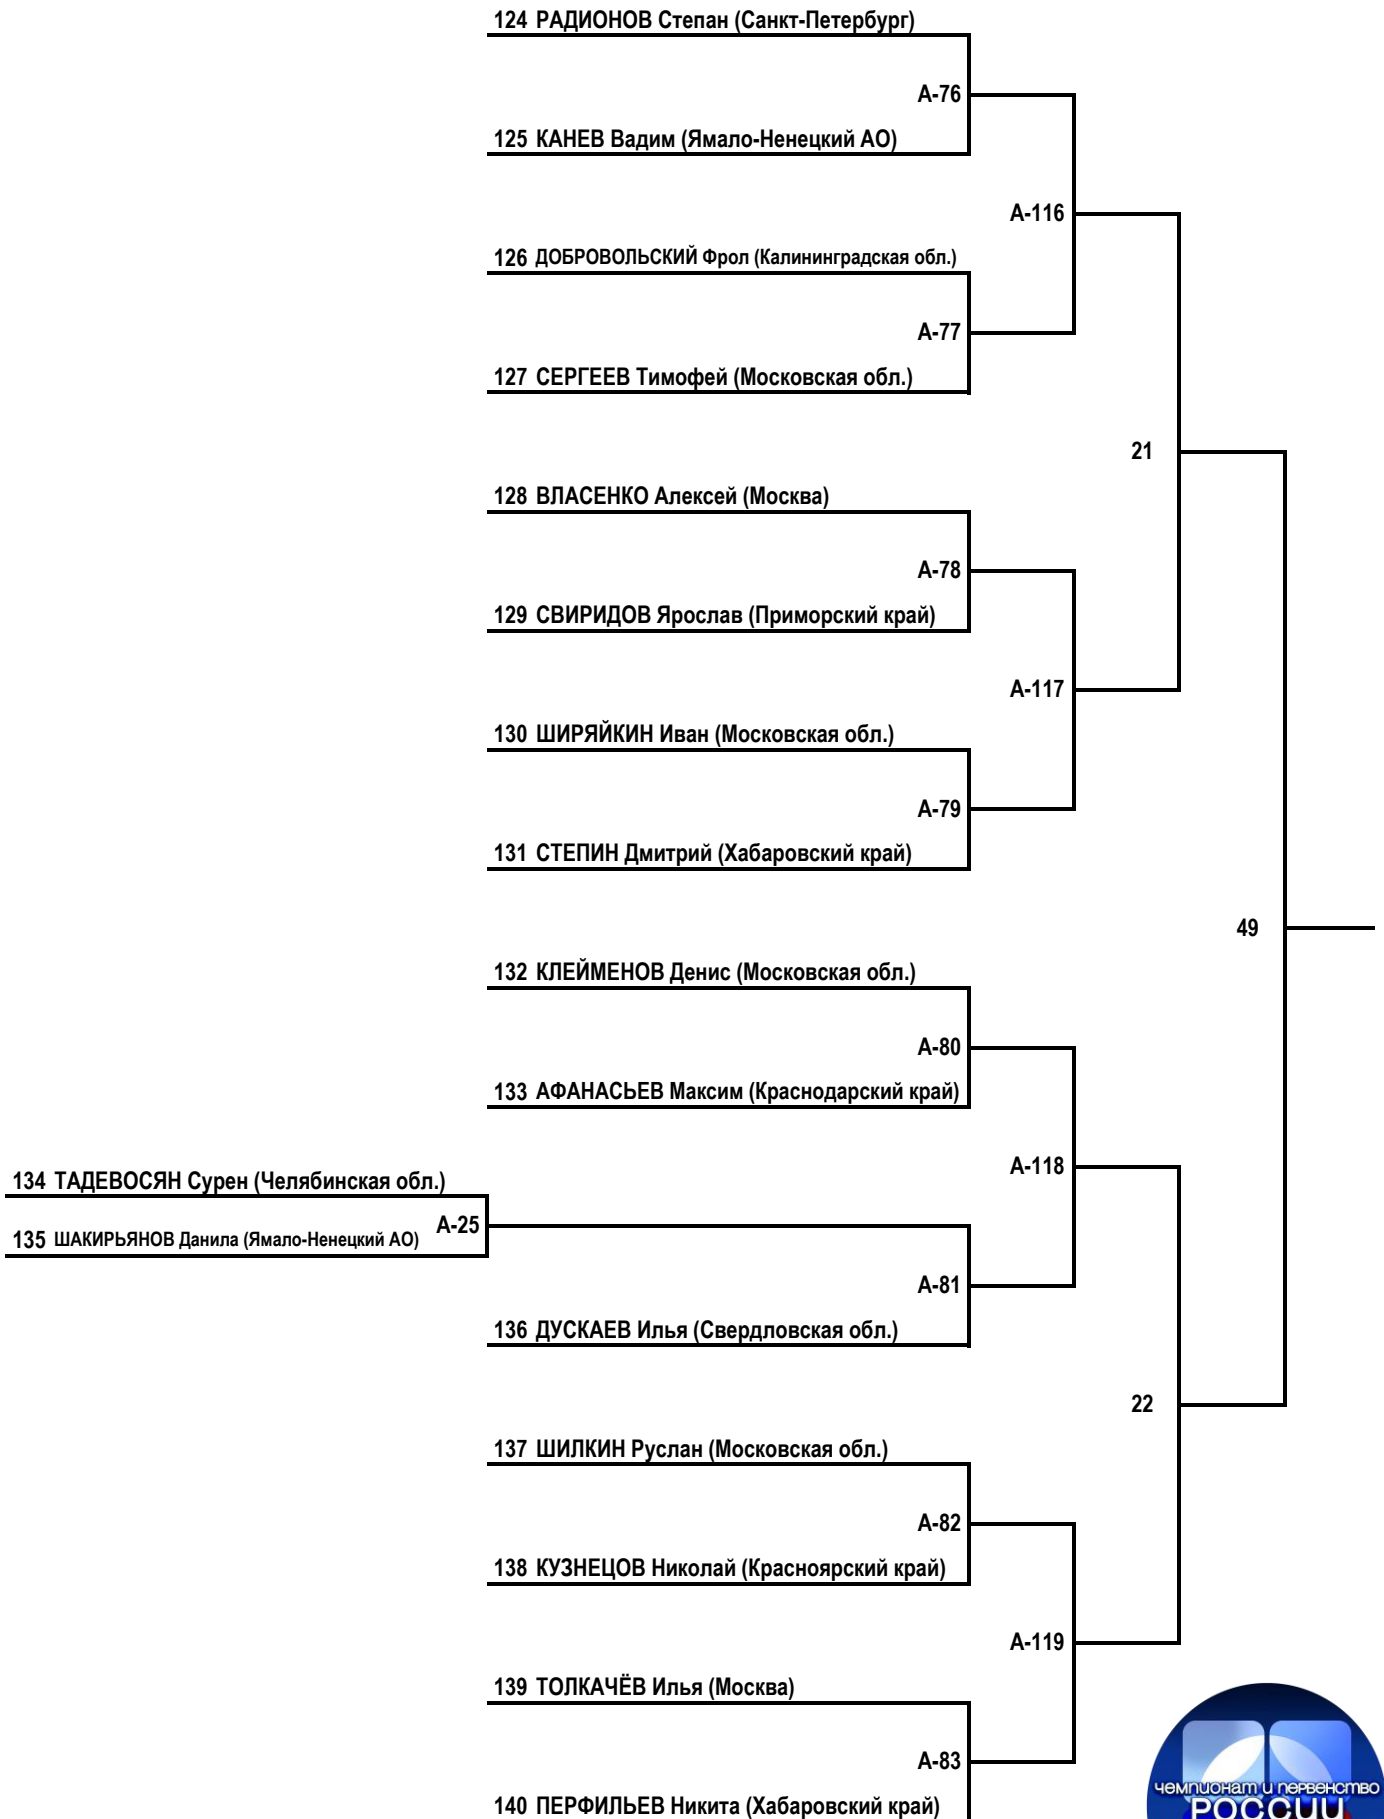 124 РАДИОНОВ Степан (Санкт-Петербург)
А-76
125 КАНЕВ Вадим (Ямало-Ненецкий АО)
А-116
126 ДОБРОВОЛЬСКИЙ Фрол (Калининградская обл.)
А-77
127 СЕРГЕЕВ Тимофей (Московская обл.)
21
128 ВЛАСЕНКО Алексей (Москва)
А-78
129 СВИРИДОВ Ярослав (Приморский край)
А-117
130 ШИРЯЙКИН Иван (Московская обл.)
А-79
131 СТЕПИН Дмитрий (Хабаровский край)
49
132 КЛЕЙМЕНОВ Денис (Московская обл.)
А-80
133 АФАНАСЬЕВ Максим (Краснодарский край)
А-118
134 ТАДЕВОСЯН Сурен (Челябинская обл.)
А-25
135 ШАКИРЬЯНОВ Данила (Ямало-Ненецкий АО)
А-81
136 ДУСКАЕВ Илья (Свердловская обл.)
22
137 ШИЛКИН Руслан (Московская обл.)
А-82
138 КУЗНЕЦОВ Николай (Красноярский край)
А-119
139 ТОЛКАЧЁВ Илья (Москва)
А-83
140 ПЕРФИЛЬЕВ Никита (Хабаровский край)
чемпионат и первенство
РОССИИ